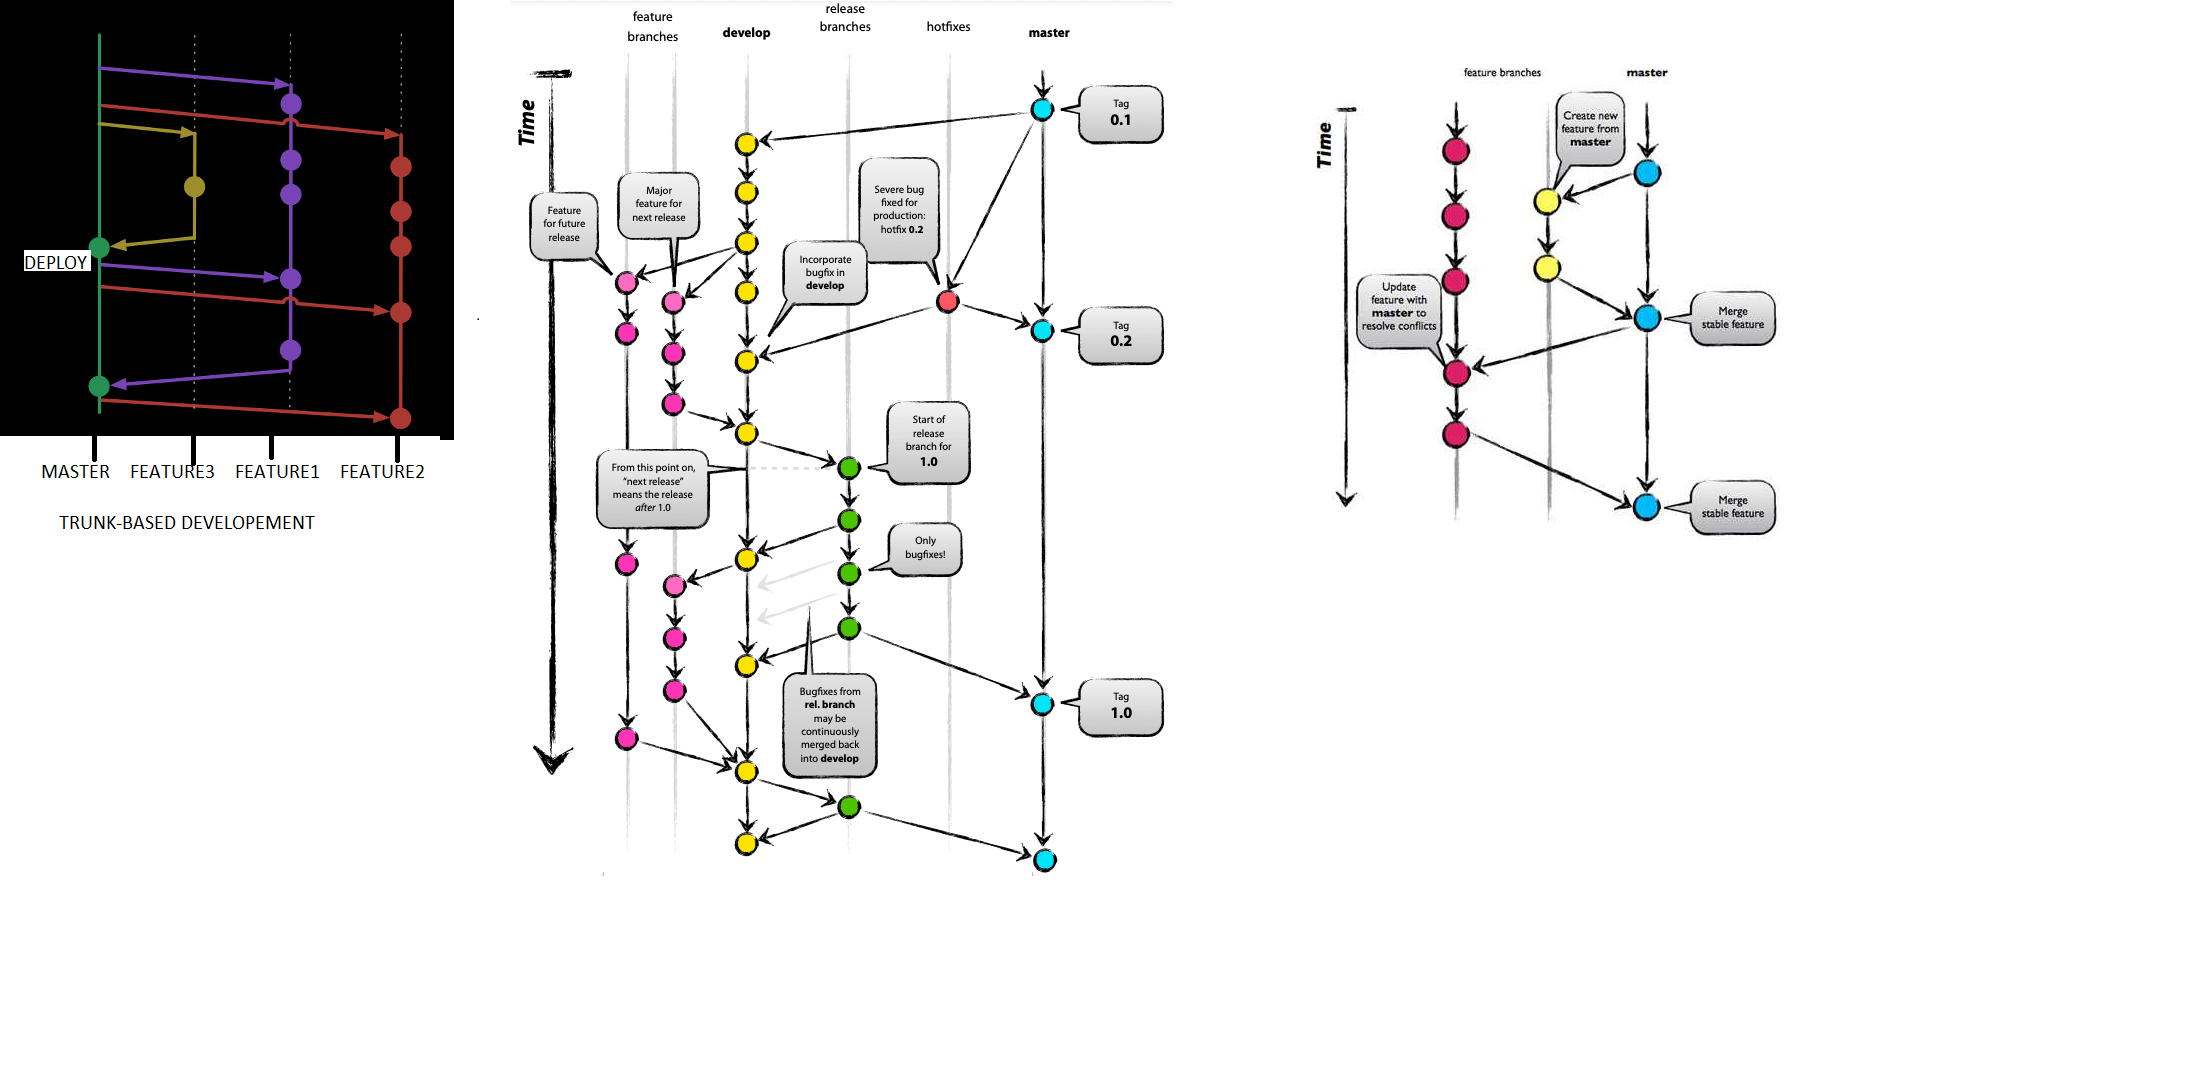 DEPLOY
MASTER FEATURE3 FEATURE1 FEATURE2
TRUNK-BASED DEVELOPEMENT
feature
branches
develop
release
branches
hotfixes
master
Time
Tag
0.1
Feature
for future
release
Major
feature for
next release
Severe bug
fixed for
production:
hotfix 0.2
Incorporate
bugfix in
develop
Tag
0.2
Start of
release
branch for
1.0
From this point on,
“next release”
means the release
after 1.0
Only
bugfixes!
Bugfixes from
rel. branch
may be
continuously
merged back
into develop
Tag
1.0
feature branches
master
Time
Create new
feature from
master
Update
feature with
master to
resolve conflicts
Merge
stable feature
Merge
stable feature